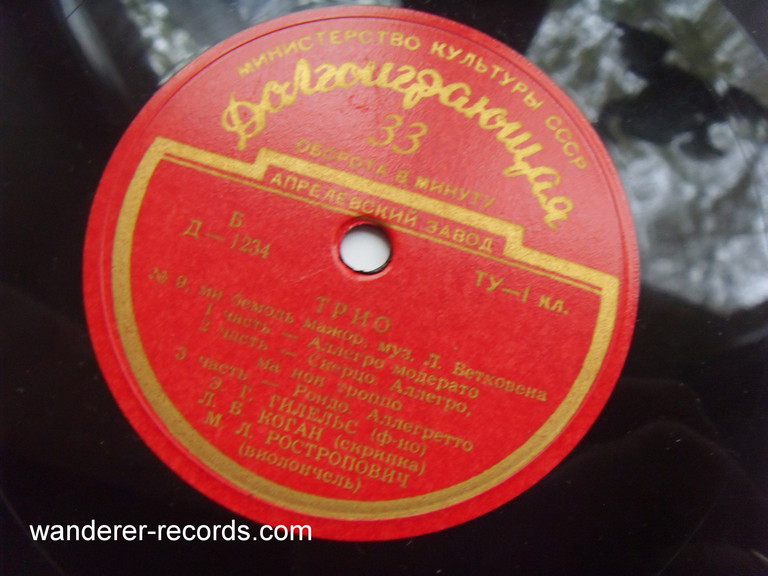 МИНИСТЕРСТВО КУЛЬТУРЫ СССР
Долгоиграющая
33
ОБОРОТА В МИНУТУ
АПРЕЛЕВСКИЙ ЗАВОД
Б
Д—1234
ТУ—1 кл.
ТРИО
№ 9, ми бемоль мажор, муз. Л. Бетховена
1 часть — Аллегро модерато
2 часть — Скерцо. Аллегро,
ма нон троппо
3 часть — Рондо. Аллегретто
Э. Г. ГИЛЕЛЬС (ф-но)
Л. Б. КОГАН (скрипка)
М. Л. РОСТРОПОВИЧ
(виолончель)
wanderer-records.com